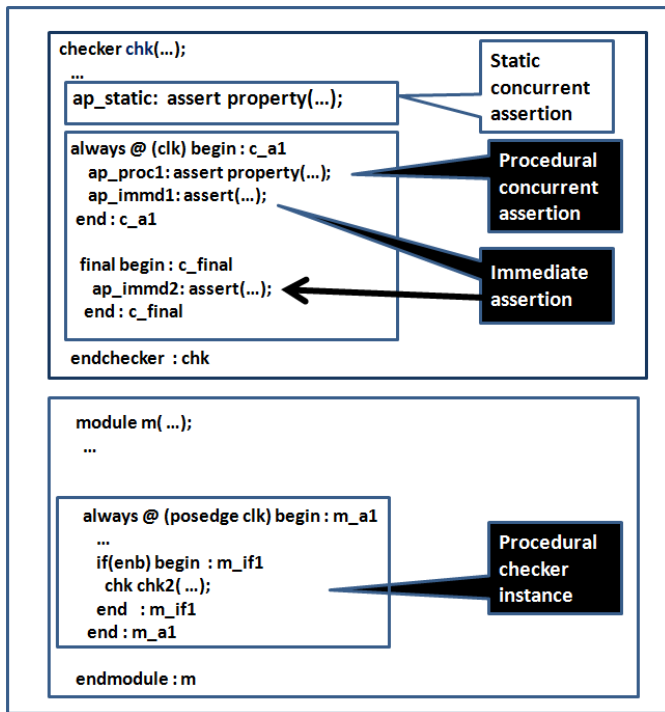 checker chk(...);
...
ap_static: assert property(...);
Static
concurrent
assertion
always @ (clk) begin : c_a1
ap_proc1: assert property(...);
ap_immd1: assert(...);
end : c_a1
Procedural
concurrent
assertion
final begin : c_final
ap_immd2: assert(...);
end : c_final
Immediate
assertion
endchecker : chk
module m( ...);
...
always @ (posedge clk) begin : m_a1
...
if(enb) begin : m_if1
chk chk2( ...);
end : m_if1
end : m_a1
Procedural
checker
instance
endmodule : m